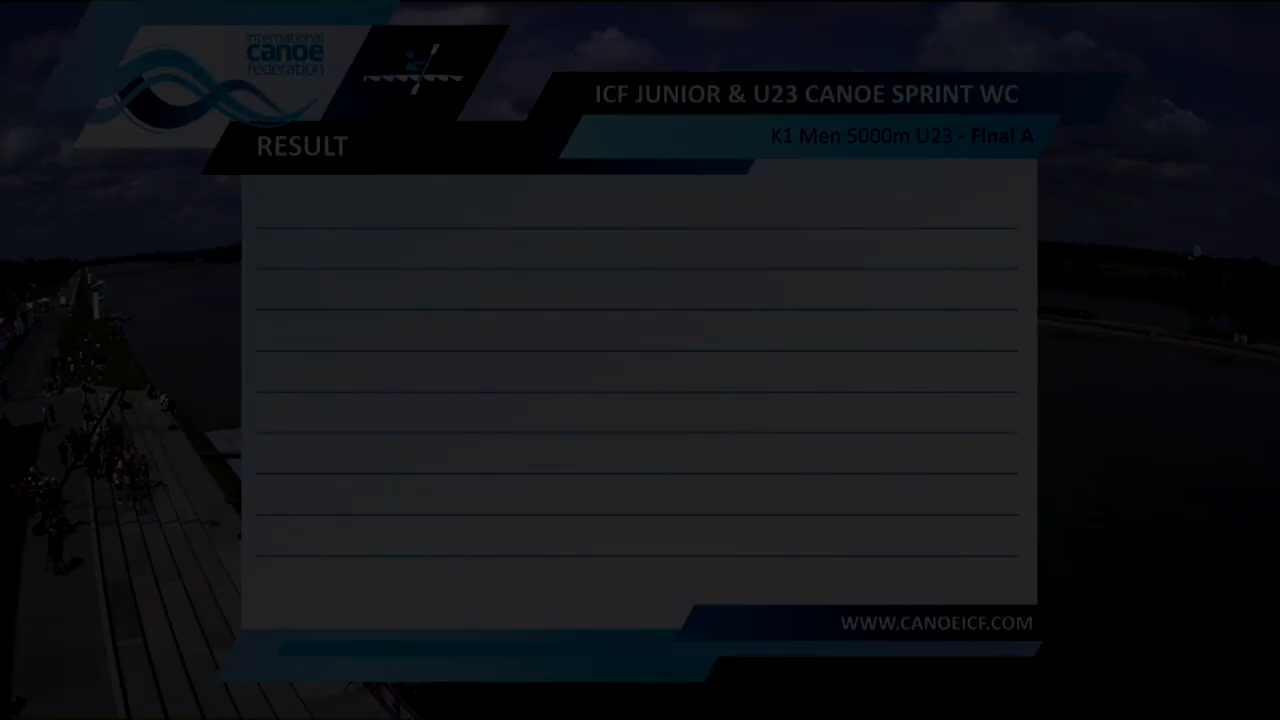 international
canoe
federation
ICF JUNIOR & U23 CANOE SPRINT WC
K1 Men 5000m U23 - Final A
RESULT
WWW.CANOEICF.COM